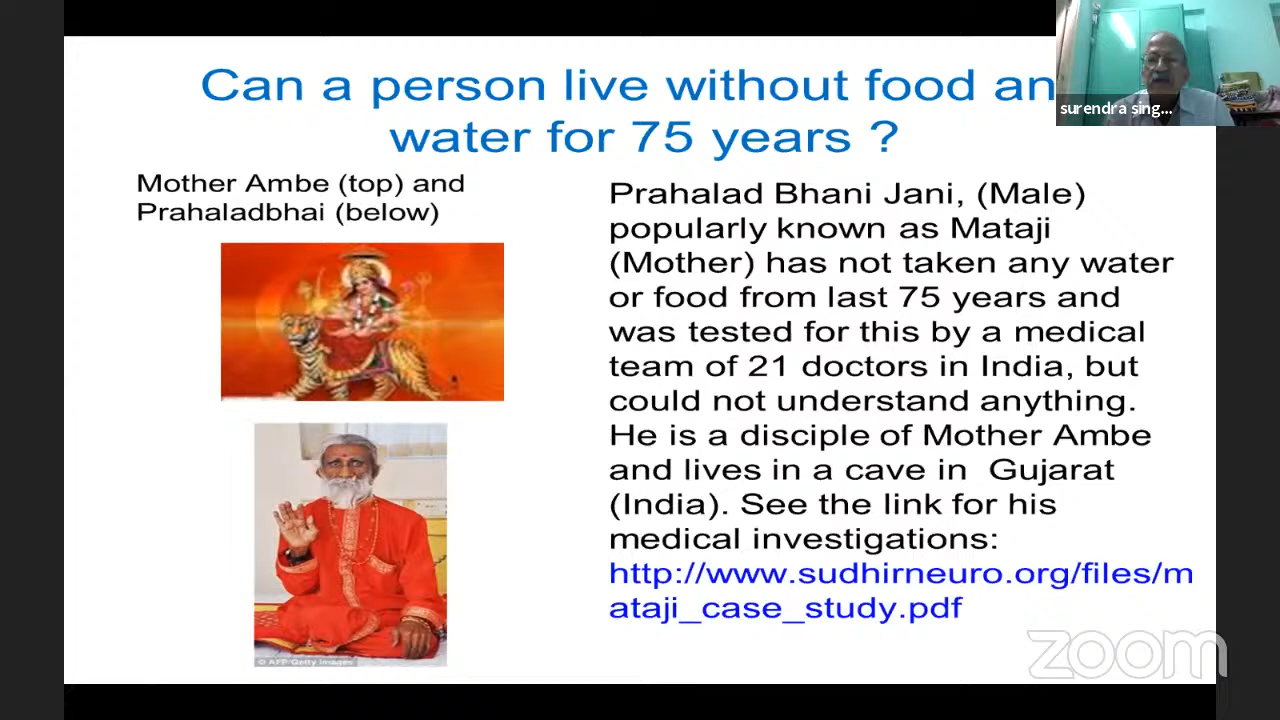 Can a person live without food an
water for 75 years ?
surendra sing...
Mother Ambe (top) and
Prahaladbhai (below)
Prahalad Bhani Jani, (Male)
popularly known as Mataji
(Mother) has not taken any water
or food from last 75 years and
was tested for this by a medical
team of 21 doctors in India, but
could not understand anything.
He is a disciple of Mother Ambe
and lives in a cave in Gujarat
(India). See the link for his
medical investigations:
http://www.sudhirneuro.org/files/m
ataji_case_study.pdf
© AFP-Getty Images
zoom